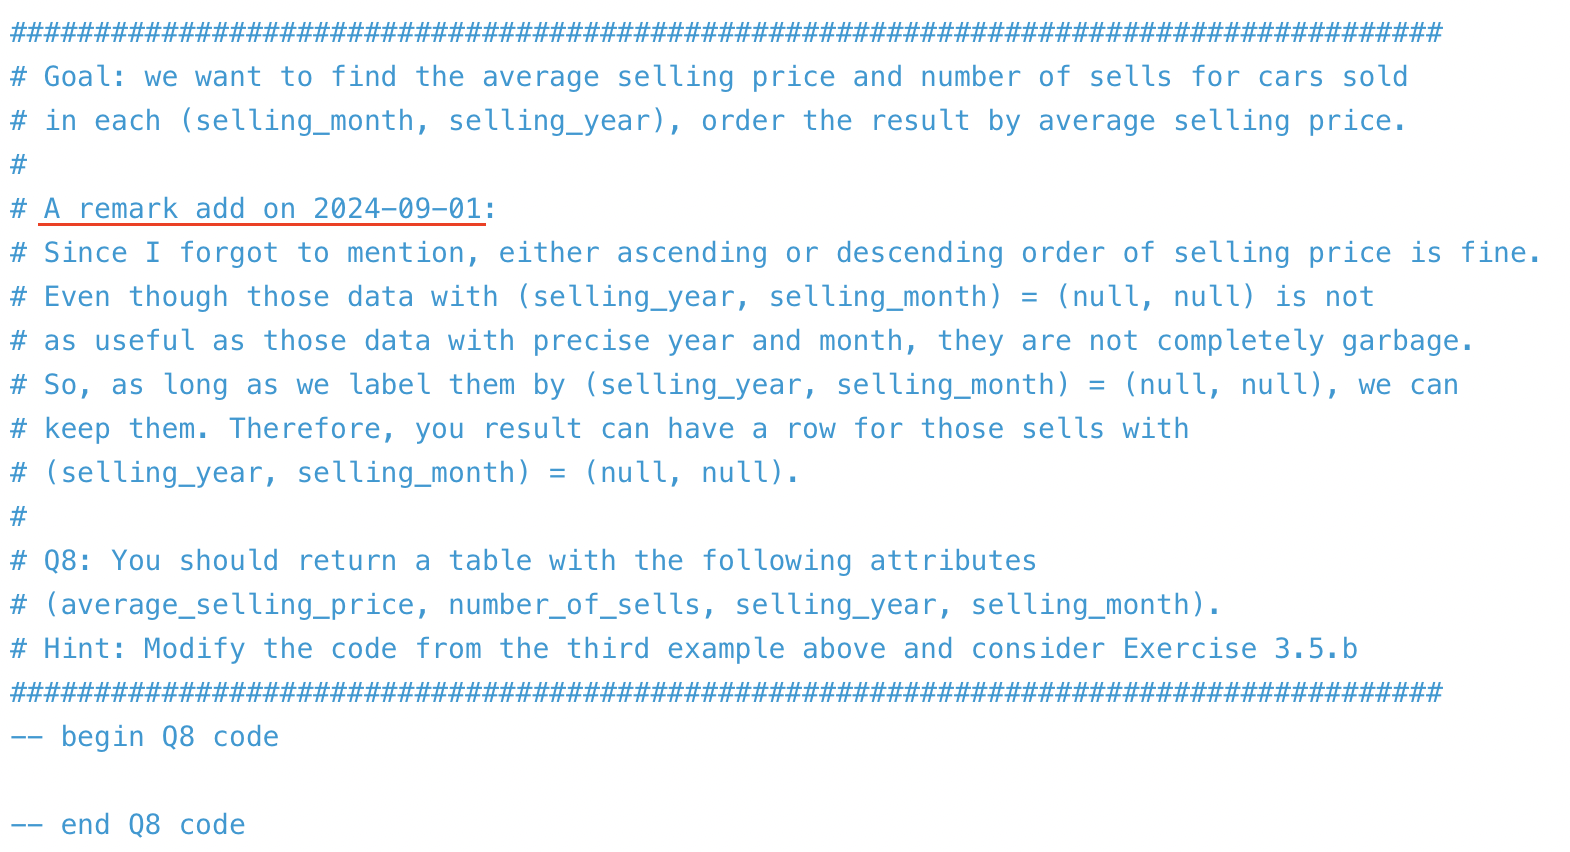 #####################################################################################
# Goal: we want to find the average selling price and number of sells for cars sold
# in each (selling_month, selling_year), order the result by average selling price.
#
# A remark add on 2024-09-01:
# Since I forgot to mention, either ascending or descending order of selling price is fine.
# Even though those data with (selling_year, selling_month) = (null, null) is not
# as useful as those data with precise year and month, they are not completely garbage.
# So, as long as we label them by (selling_year, selling_month) = (null, null), we can
# keep them. Therefore, you result can have a row for those sells with
# (selling_year, selling_month) = (null, null).
#
# Q8: You should return a table with the following attributes
# (average_selling_price, number_of_sells, selling_year, selling_month).
# Hint: Modify the code from the third example above and consider Exercise 3.5.b
#####################################################################################
-- begin Q8 code
-- end Q8 code